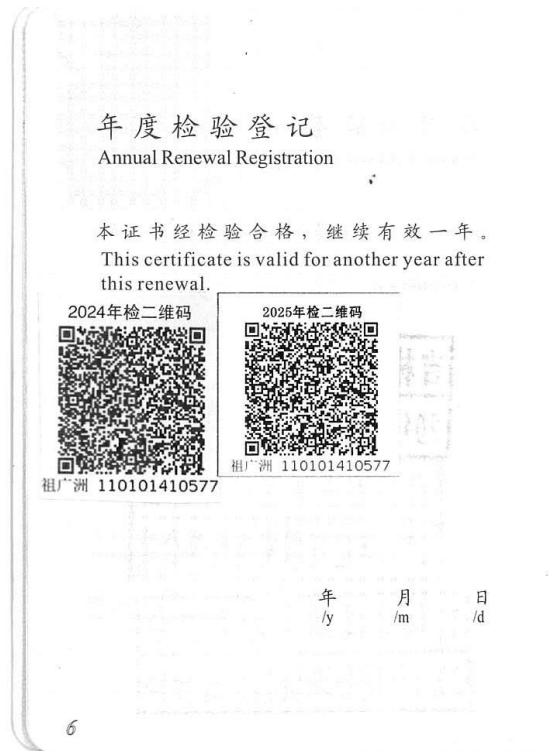 年度检验登记
Annual Renewal Registration
本证书经检验合格，继续有效一年。
This certificate is valid for another year after
this renewal.
2024年检二维码
祖广洲 110101410577
2025年检二维码
祖广洲 110101410577
年 月 日
/y /m /d
6